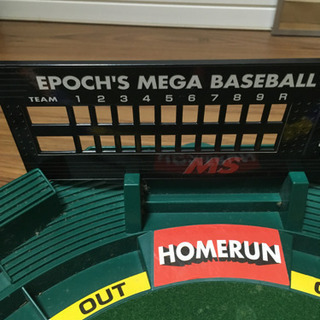 EPOCH'S MEGA BASEBALL
TEAM 1 2 3 4 5 6 7 8 9 R
MS
HOMERUN
OUT